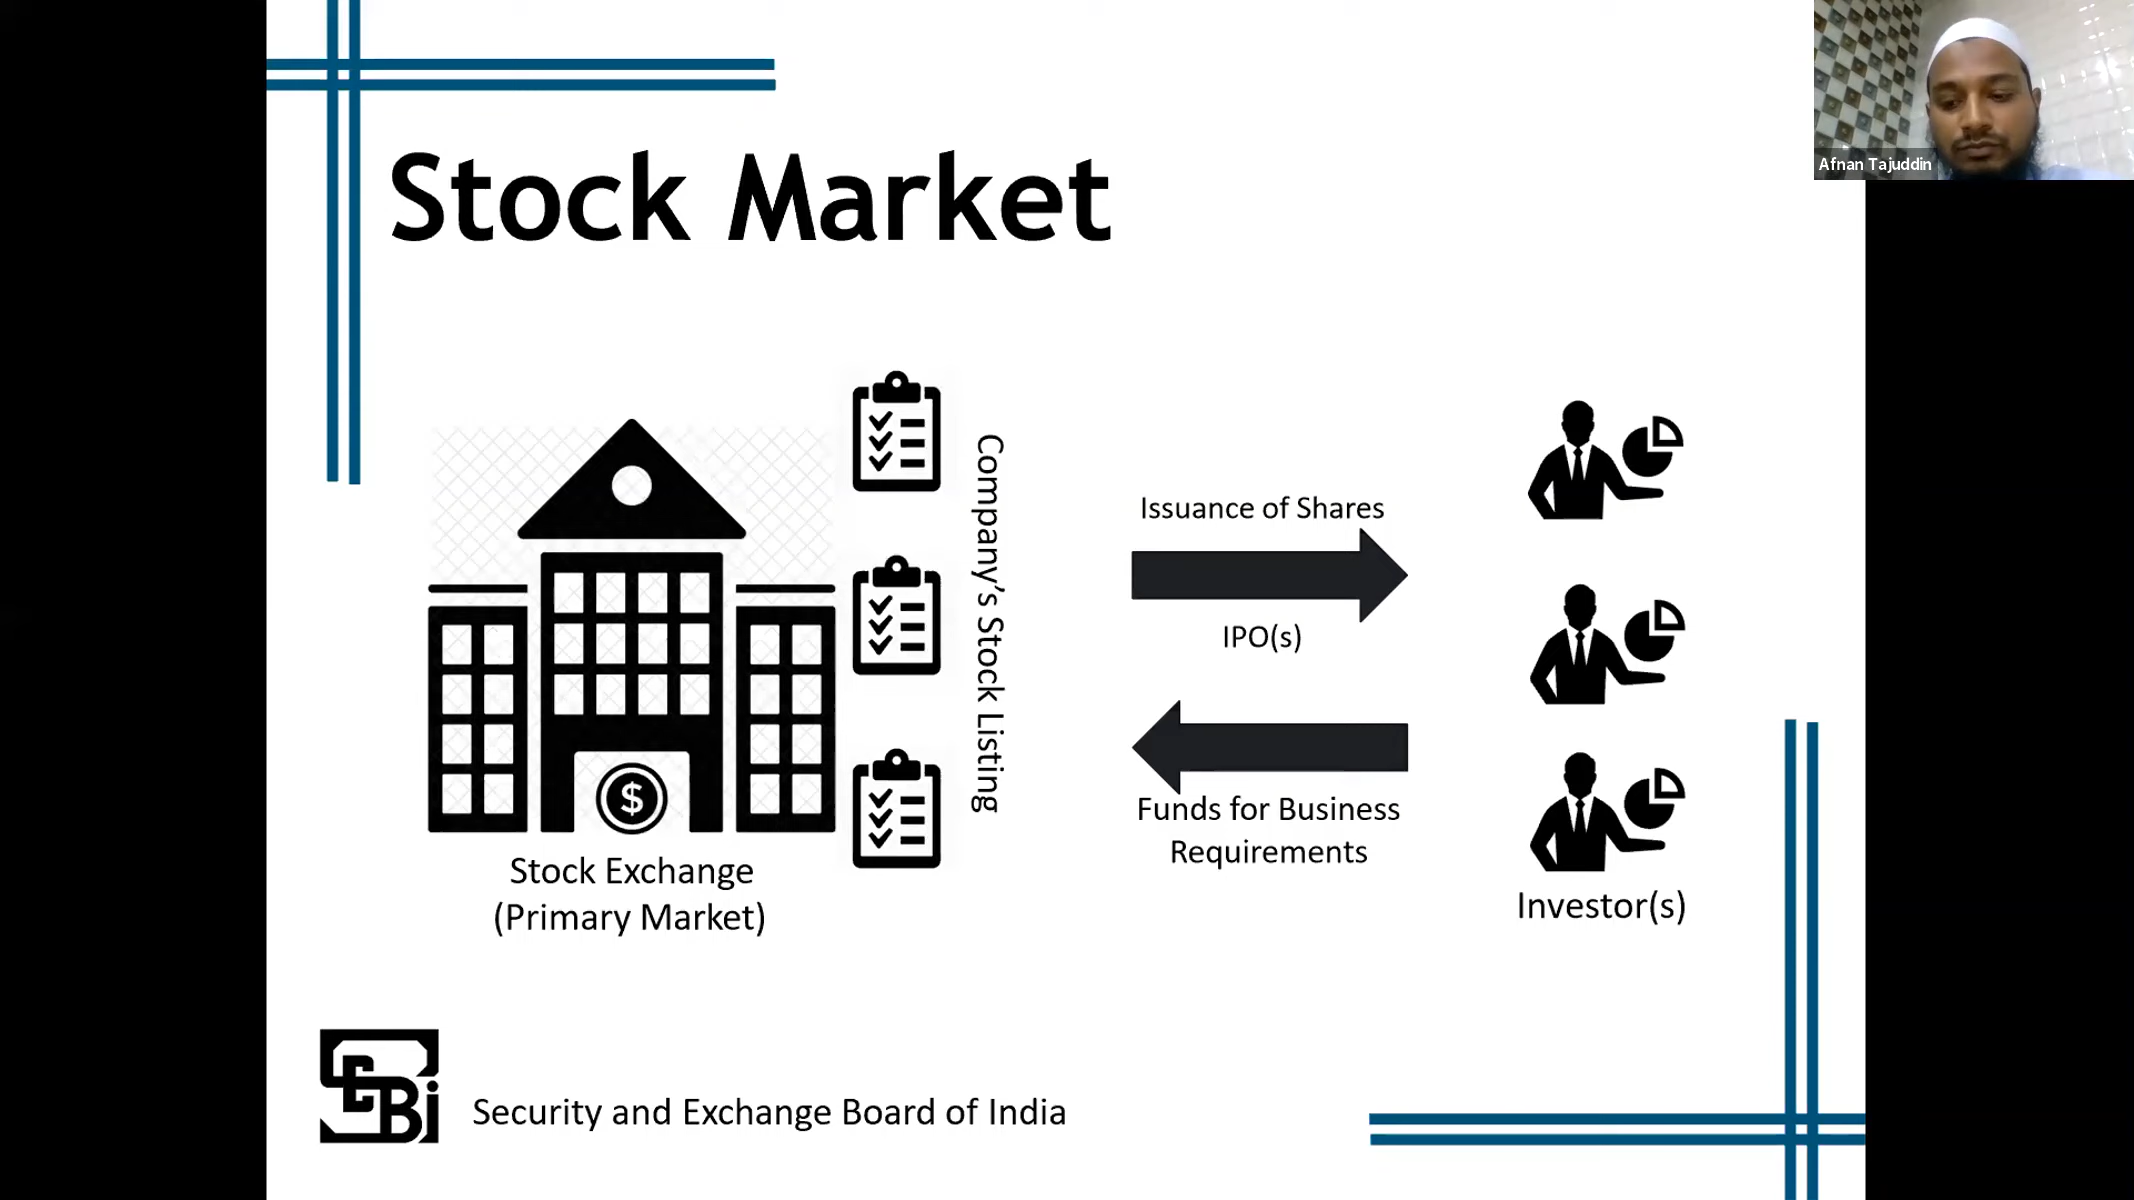 Afnan Tajuddin
Stock Market
Company's Stock Listing
Issuance of Shares
IPO(s)
Funds for Business
Requirements
Stock Exchange
(Primary Market)
$
Investor(s)
SEBi
Security and Exchange Board of India